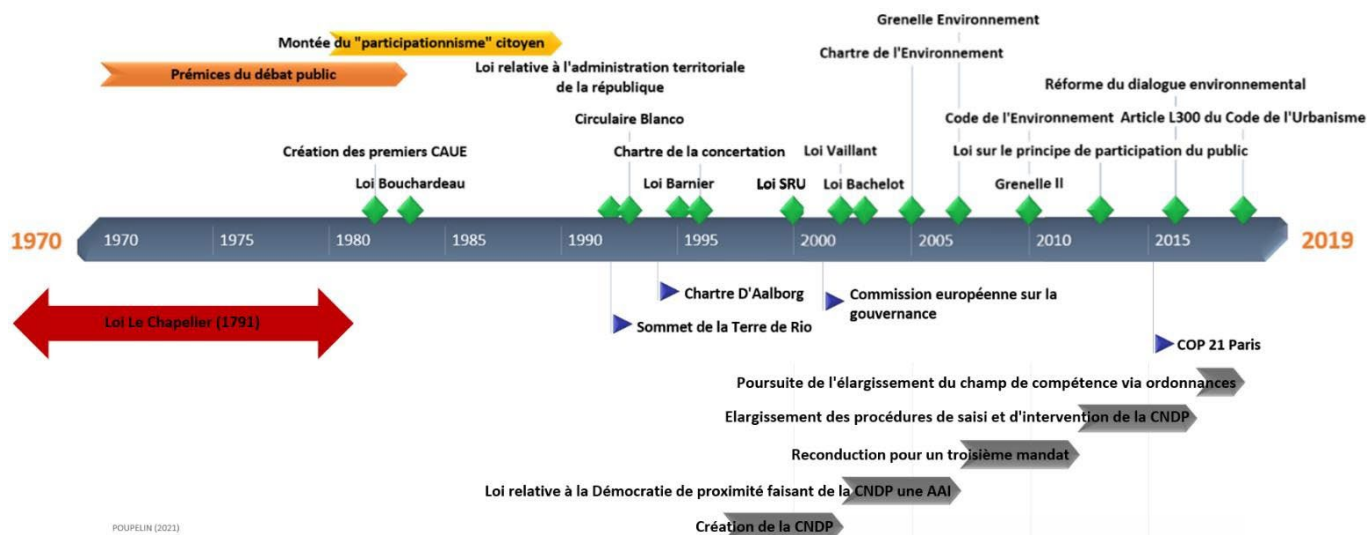 Grenelle Environnement
Montée du "participationnisme" citoyen
Chartre de l'Environnement
Prémices du débat public
Loi relative à l'administration territoriale
de la république
Réforme du dialogue environnemental
Circulaire Blanco
Code de l'Environnement
Article L300 du Code de l'Urbanisme
Création des premiers CAUE
Chartre de la concertation
Loi Vaillant
Loi sur le principe de participation du public
Loi Bouchardeau
Loi Barnier
Loi SRU
Loi Bachelot
Grenelle II
1970
1970
1975
1980
1985
1990
1995
2000
2005
2010
2015
2019
Loi Le Chapelier (1791)
Chartre D'Aalborg
Commission européenne sur la
gouvernance
Sommet de la Terre de Rio
COP 21 Paris
Poursuite de l'élargissement du champ de compétence via ordonnances
Elargissement des procédures de saisi et d'intervention de la CNDP
Reconduction pour un troisième mandat
Loi relative à la Démocratie de proximité faisant de la CNDP une AAI
Création de la CNDP
POUPELIN (2021)